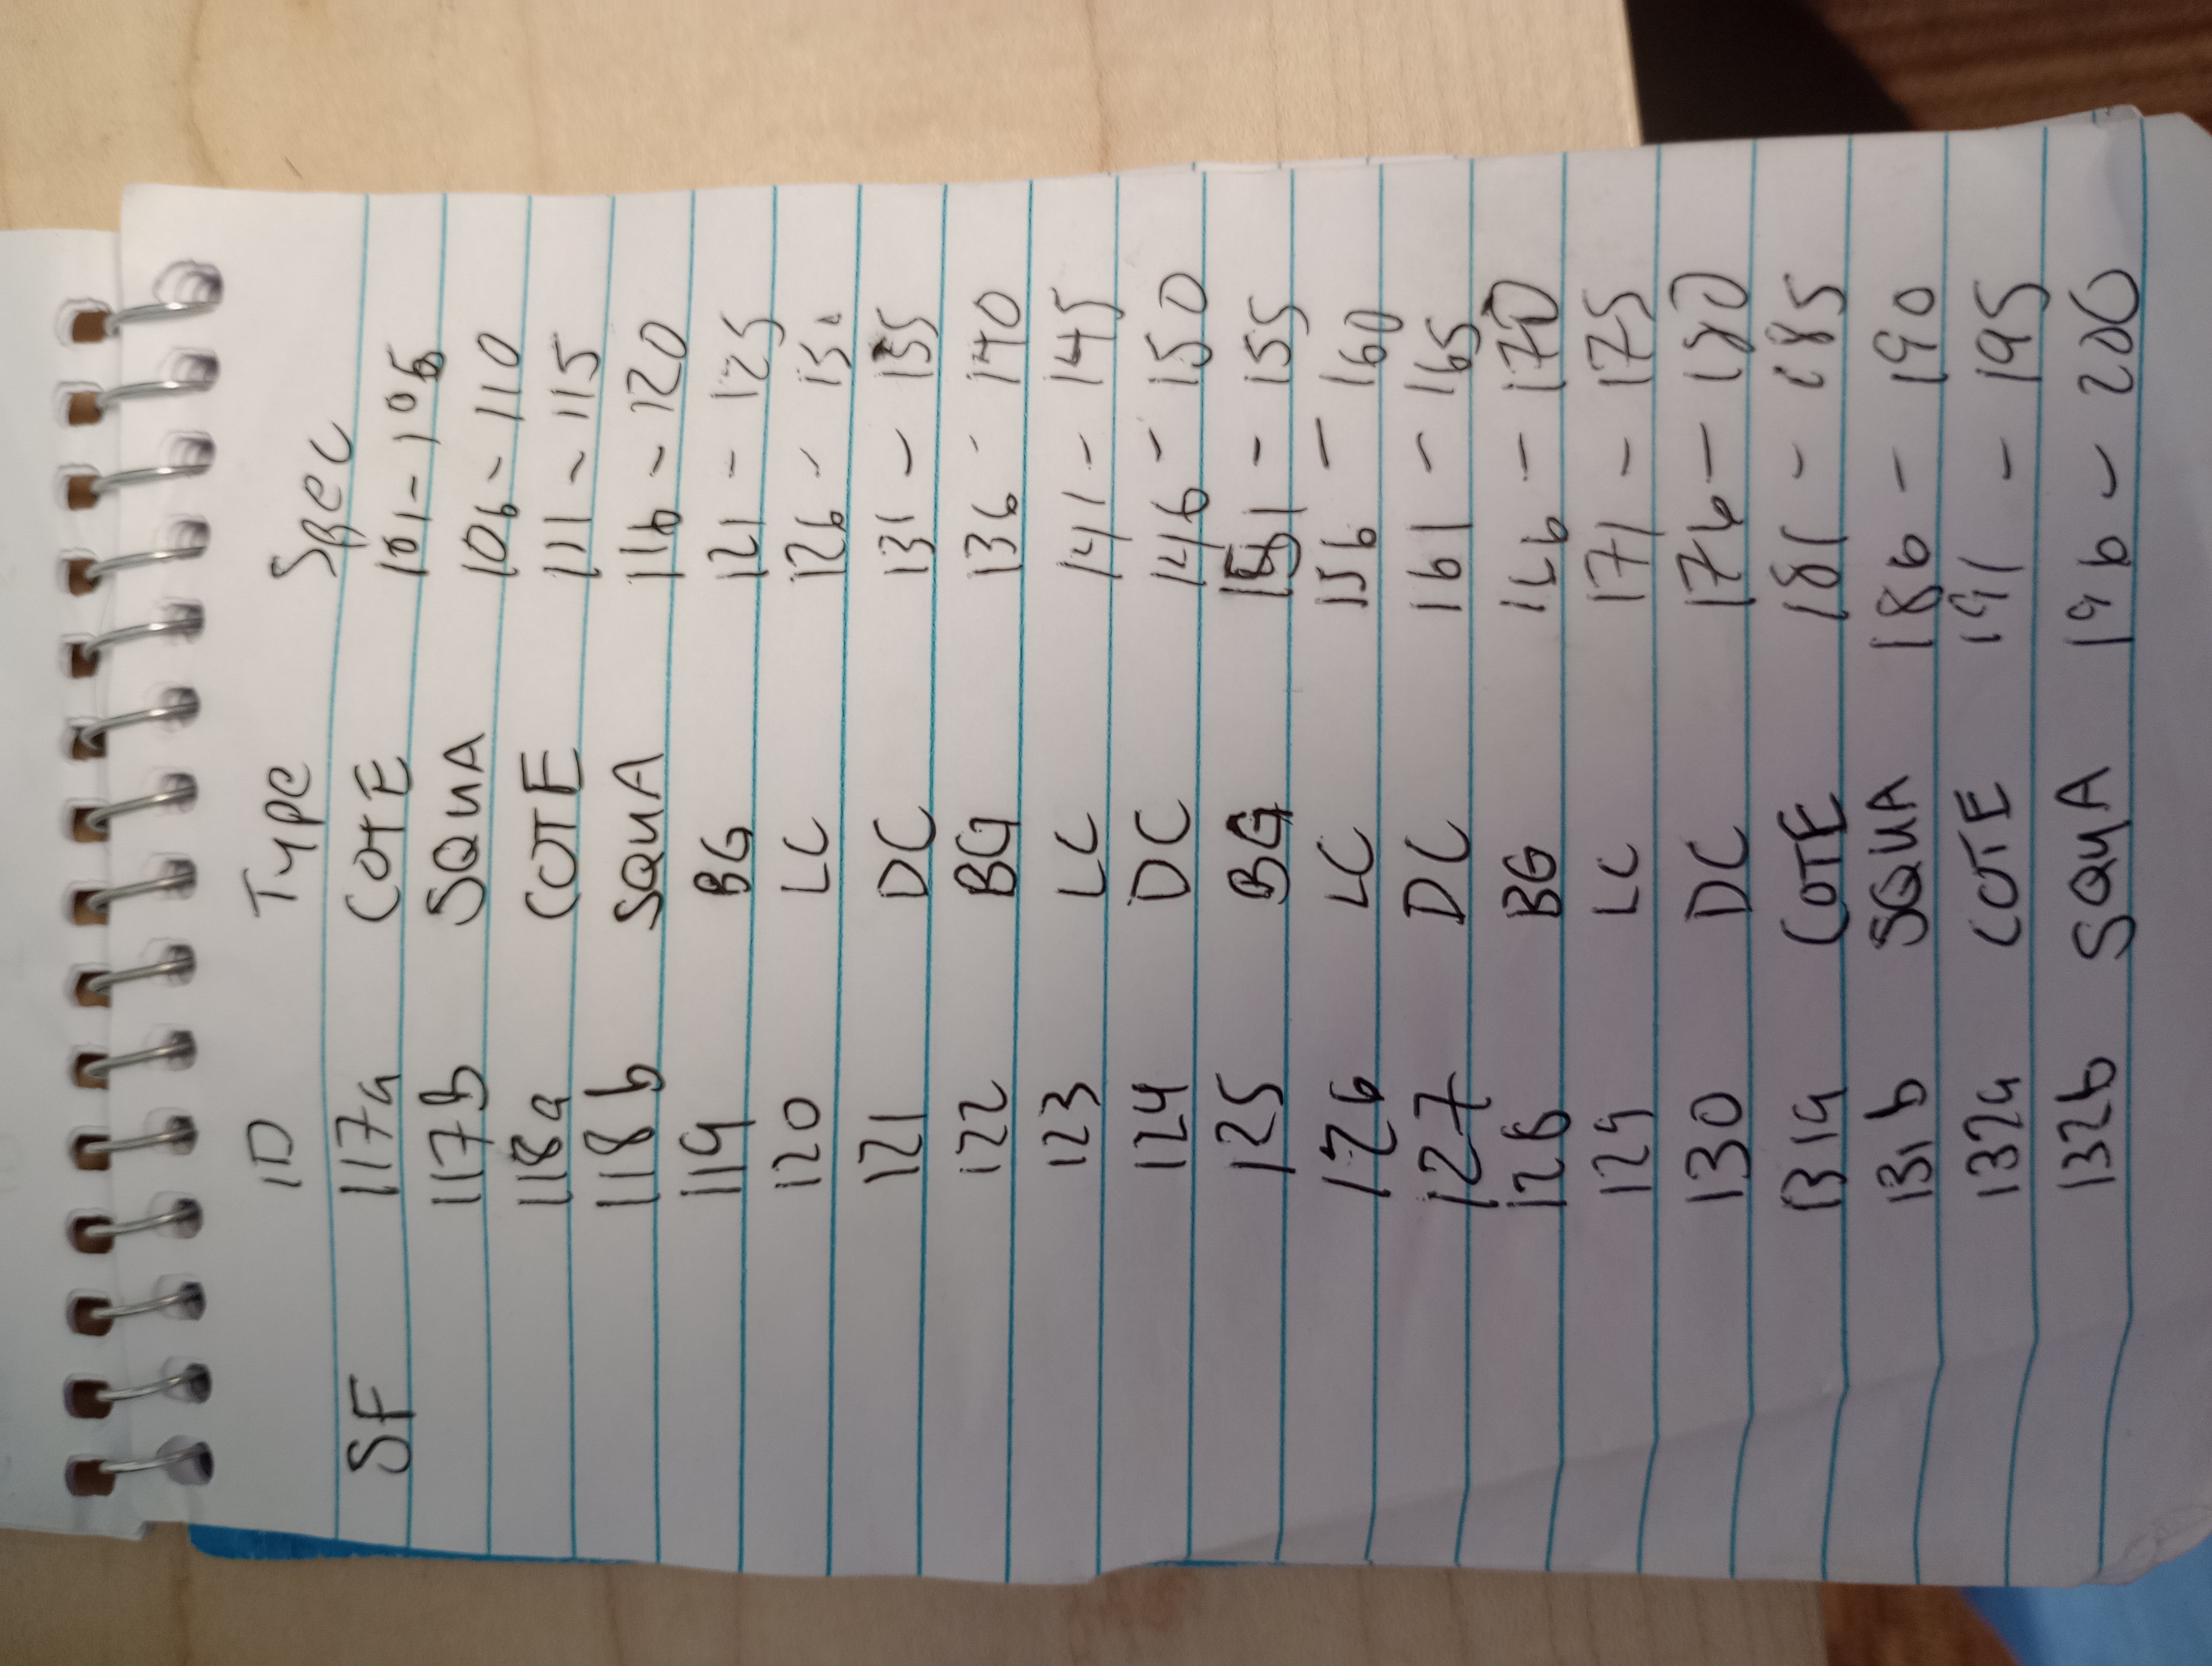 ID Type Spec
SF 117a COTE 101-105
117B SQUA 106-110
118a COTE 111-115
118b SQUA 116-120
119 BG 121-125
120 LC 126-130
121 DC 131-135
122 BG 136-140
123 LC 141-145
124 DC 146-150
125 BG 151-155
126 LC 156-160
127 DC 161-165
128 BG 166-170
129 LC 171-175
130 DC 176-180
131a COTE 181-185
131b SQUA 186-190
132a COTE 191-195
132b SQUA 196-200